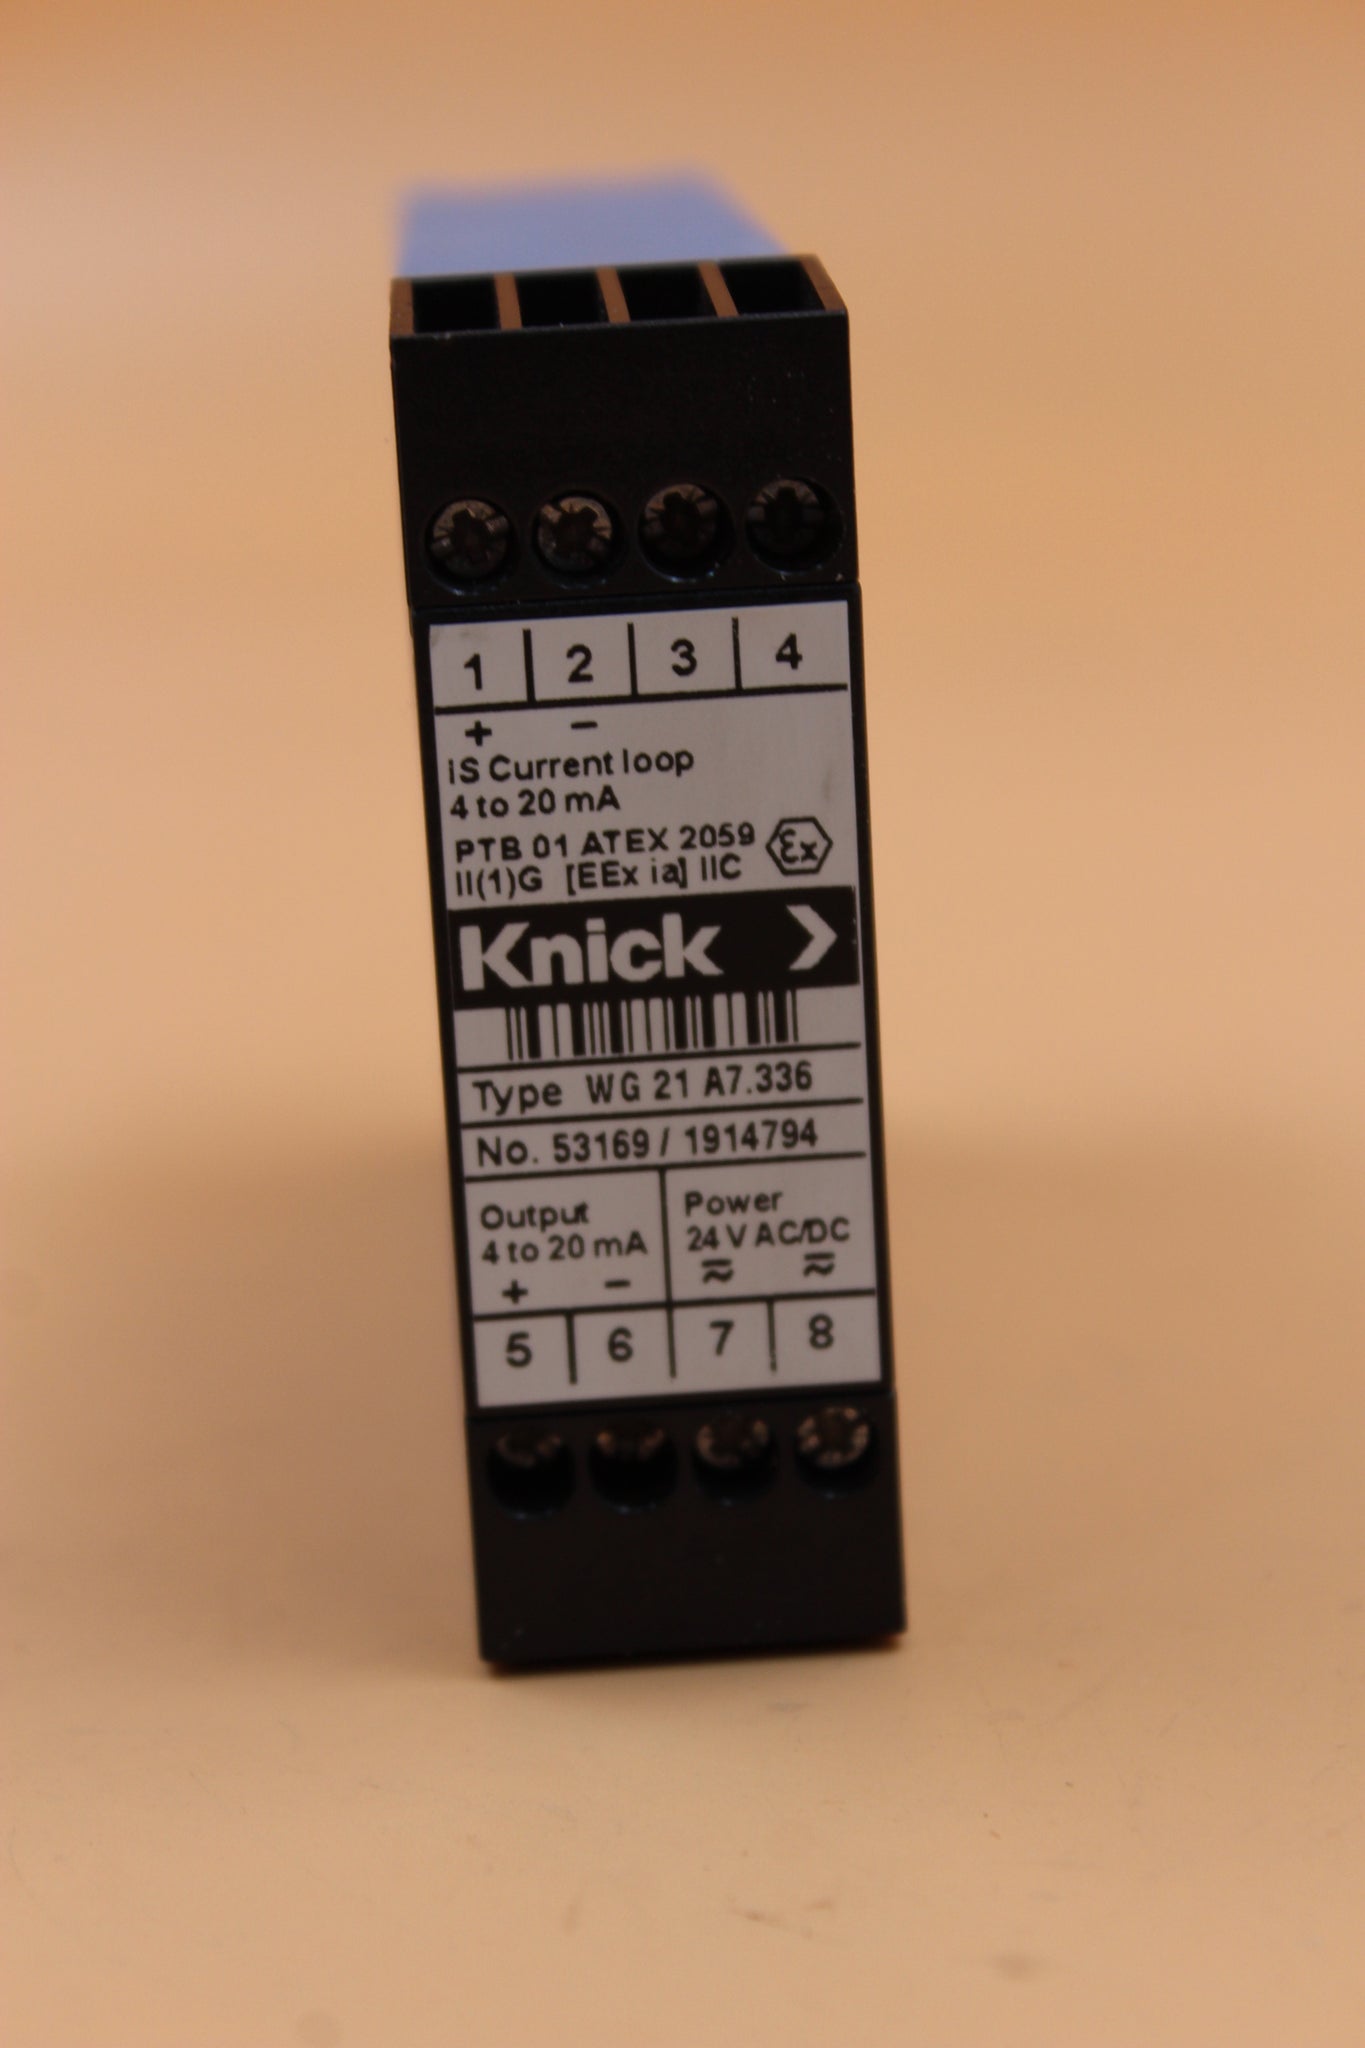 1 2 3 4
+ −
iS Current loop
4 to 20 mA
PTB 01 ATEX 2059
II(1)G [EEx ia] IIC
Ex
Knick >
Type WG 21 A7.336
No. 53169 / 1914794
Output
4 to 20 mA
+ −
Power
24 V AC/DC
5 6 7 8